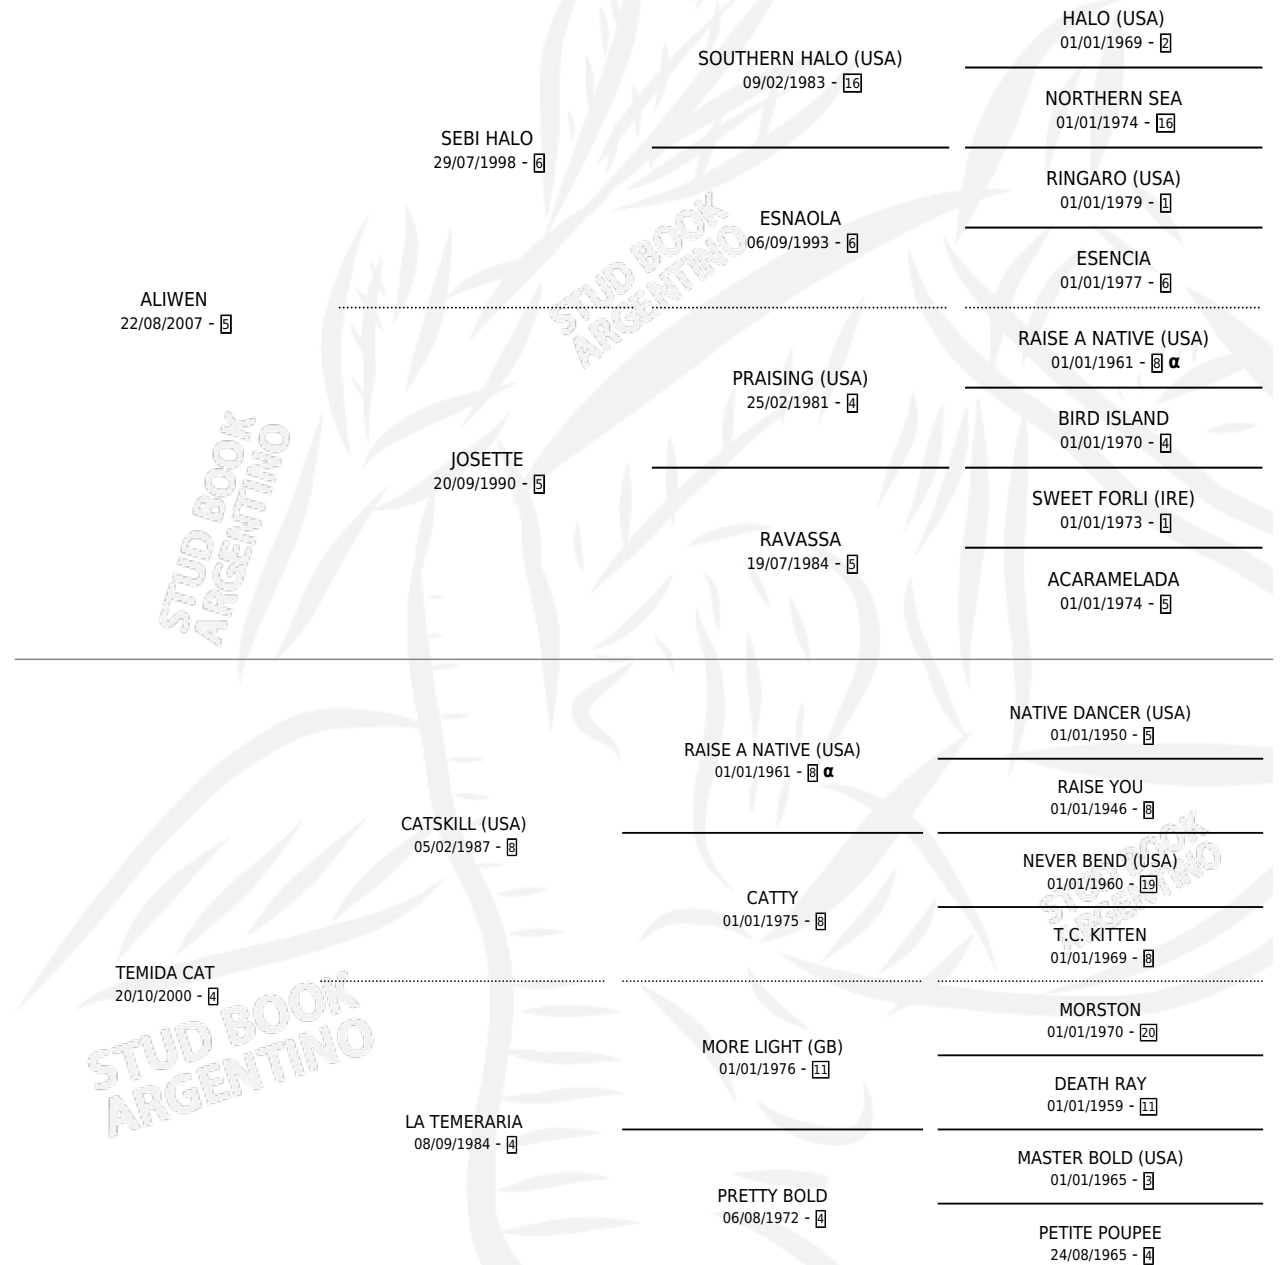 HALO (USA)
01/01/1969 - 2
SOUTHERN HALO (USA)
09/02/1983 - 16
NORTHERN SEA
01/01/1974 - 16
SEBI HALO
29/07/1998 - 6
RINGARO (USA)
01/01/1979 - 1
ESNAOLA
06/09/1993 - 6
ESENCIA
01/01/1977 - 6
STUD BOOK
ARGENTINO
ALIWEN
22/08/2007 - 5
RAISE A NATIVE (USA)
01/01/1961 - 8 α
PRAISING (USA)
25/02/1981 - 4
BIRD ISLAND
01/01/1970 - 4
JOSETTE
20/09/1990 - 5
SWEET FORLI (IRE)
01/01/1973 - 1
RAVASSA
19/07/1984 - 5
ACARAMELADA
01/01/1974 - 5
STUD BOOK
ARGENTINO
NATIVE DANCER (USA)
01/01/1950 - 5
RAISE A NATIVE (USA)
01/01/1961 - 8 α
RAISE YOU
01/01/1946 - 8
CATSKILL (USA)
05/02/1987 - 8
NEVER BEND (USA)
01/01/1960 - 19
CATTY
01/01/1975 - 8
T.C. KITTEN
01/01/1969 - 8
STUD BOOK
ARGENTINO
TEMIDA CAT
20/10/2000 - 4
MORSTON
01/01/1970 - 20
MORE LIGHT (GB)
01/01/1976 - 11
DEATH RAY
01/01/1959 - 11
STUD BOOK
ARGENTINO
LA TEMERARIA
08/09/1984 - 4
MASTER BOLD (USA)
01/01/1965 - 3
PRETTY BOLD
06/08/1972 - 4
PETITE POUPEE
24/08/1965 - 4